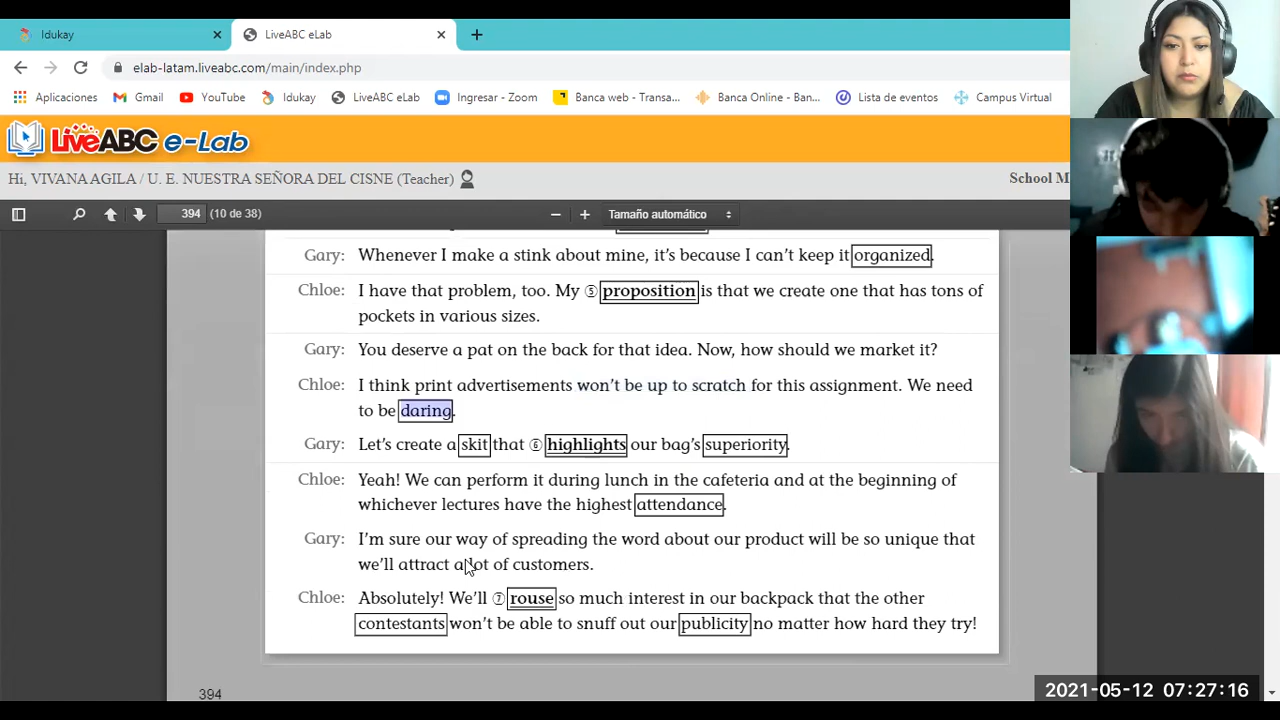 Idukay
LiveABC eLab
elab-latam.liveabc.com/main/index.php
Aplicaciones Gmail YouTube Idukay LiveABC eLab Ingresar - Zoom Banca web - Transa... Banca Online - Ban... Lista de eventos Campus Virtual
LiveABC e-Lab
Hi, VIVANA AGILA / U. E. NUESTRA SEÑORA DEL CISNE (Teacher) School M
394 (10 de 38) Tamaño automático
Gary: Whenever I make a stink about mine, it's because I can't keep it organized.
Chloe: I have that problem, too. My ⑤ proposition is that we create one that has tons of
pockets in various sizes.
Gary: You deserve a pat on the back for that idea. Now, how should we market it?
Chloe: I think print advertisements won't be up to scratch for this assignment. We need
to be daring.
Gary: Let's create a skit that ⑥ highlights our bag's superiority.
Chloe: Yeah! We can perform it during lunch in the cafeteria and at the beginning of
whichever lectures have the highest attendance.
Gary: I'm sure our way of spreading the word about our product will be so unique that
we'll attract a lot of customers.
Chloe: Absolutely! We'll ⑦ rouse so much interest in our backpack that the other
contestants won't be able to snuff out our publicity no matter how hard they try!
394
2021-05-12 07:27:16